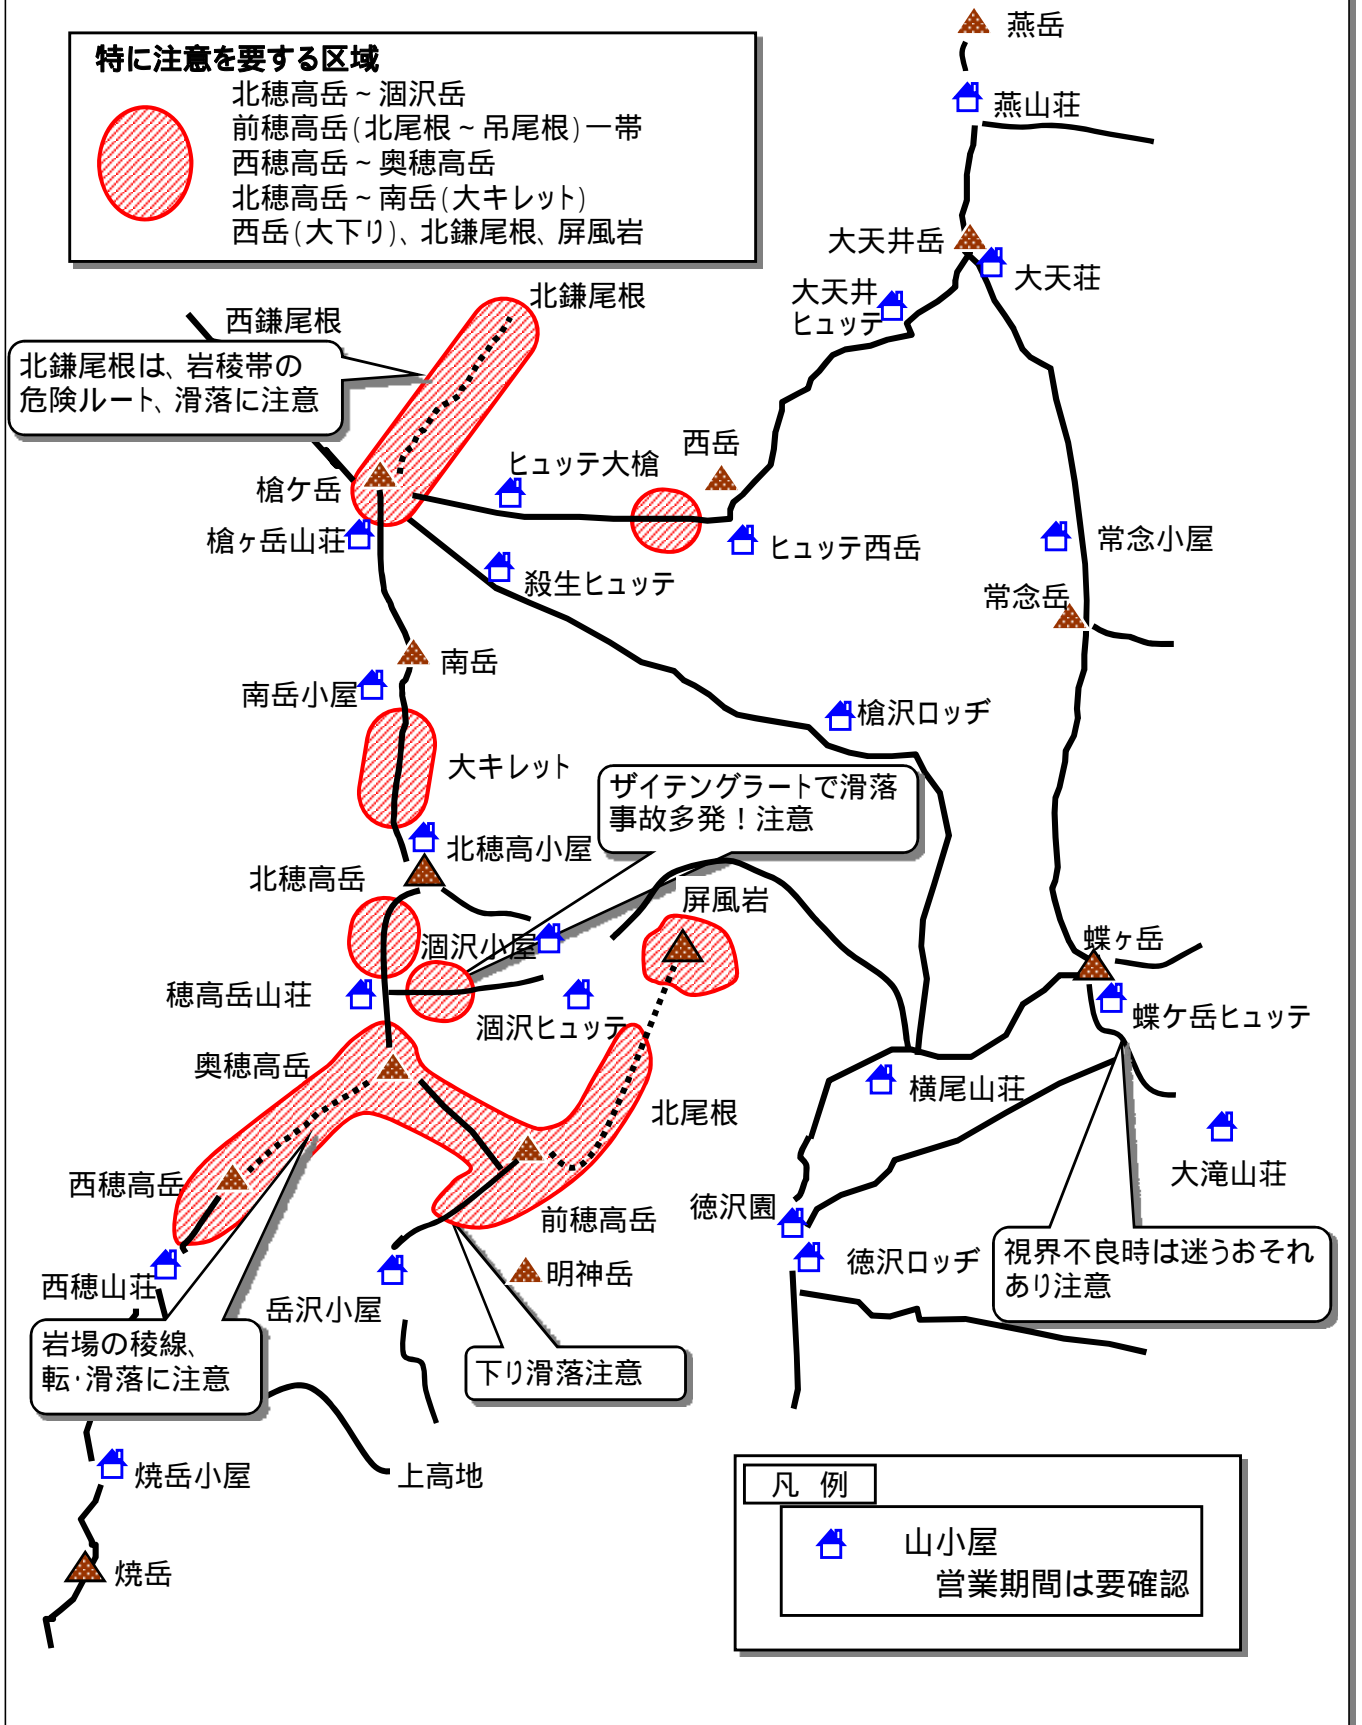 特に注意を要する区域
北穂高岳~涸沢岳
前穂高岳(北尾根~吊尾根)一帯
西穂高岳~奥穂高岳
北穂高岳~南岳(大キレット)
西岳(大下り)、北鎌尾根、屏風岩
燕岳
燕山荘
大天井岳
大天荘
大天井
ヒュッテ
北鎌尾根
西鎌尾根
北鎌尾根は、岩稜帯の
危険ルート、滑落に注意
西岳
ヒュッテ大槍
槍ケ岳
槍ヶ岳山荘
ヒュッテ西岳
常念小屋
殺生ヒュッテ
常念岳
南岳
南岳小屋
槍沢ロッヂ
大キレット
ザイテングラートで滑落
事故多発!注意
北穂高小屋
北穂高岳
屏風岩
涸沢小屋
蝶ヶ岳
穂高岳山荘
涸沢ヒュッテ
蝶ケ岳ヒュッテ
奥穂高岳
横尾山荘
北尾根
大滝山荘
西穂高岳
徳沢園
前穂高岳
視界不良時は迷うおそれ
あり注意
徳沢ロッヂ
明神岳
西穂山荘
岳沢小屋
岩場の稜線、
転・滑落に注意
下り滑落注意
焼岳小屋
上高地
凡 例
山小屋
営業期間は要確認
焼岳